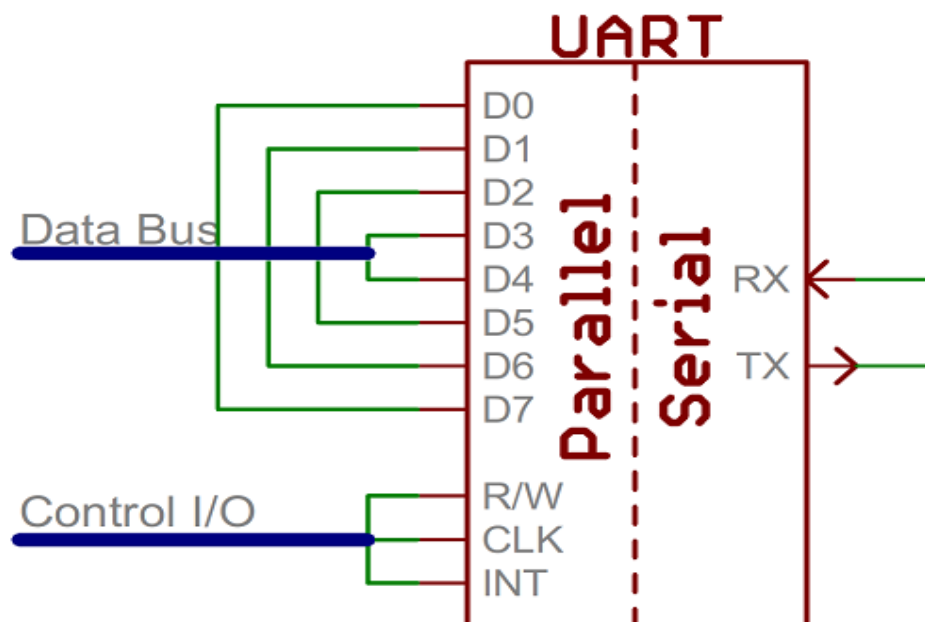 UART
D0
D1
D2
Data Bus
D3
D4
D5
D6
D7
Parallel
Serial
RX
TX
Control I/O
R/W
CLK
INT